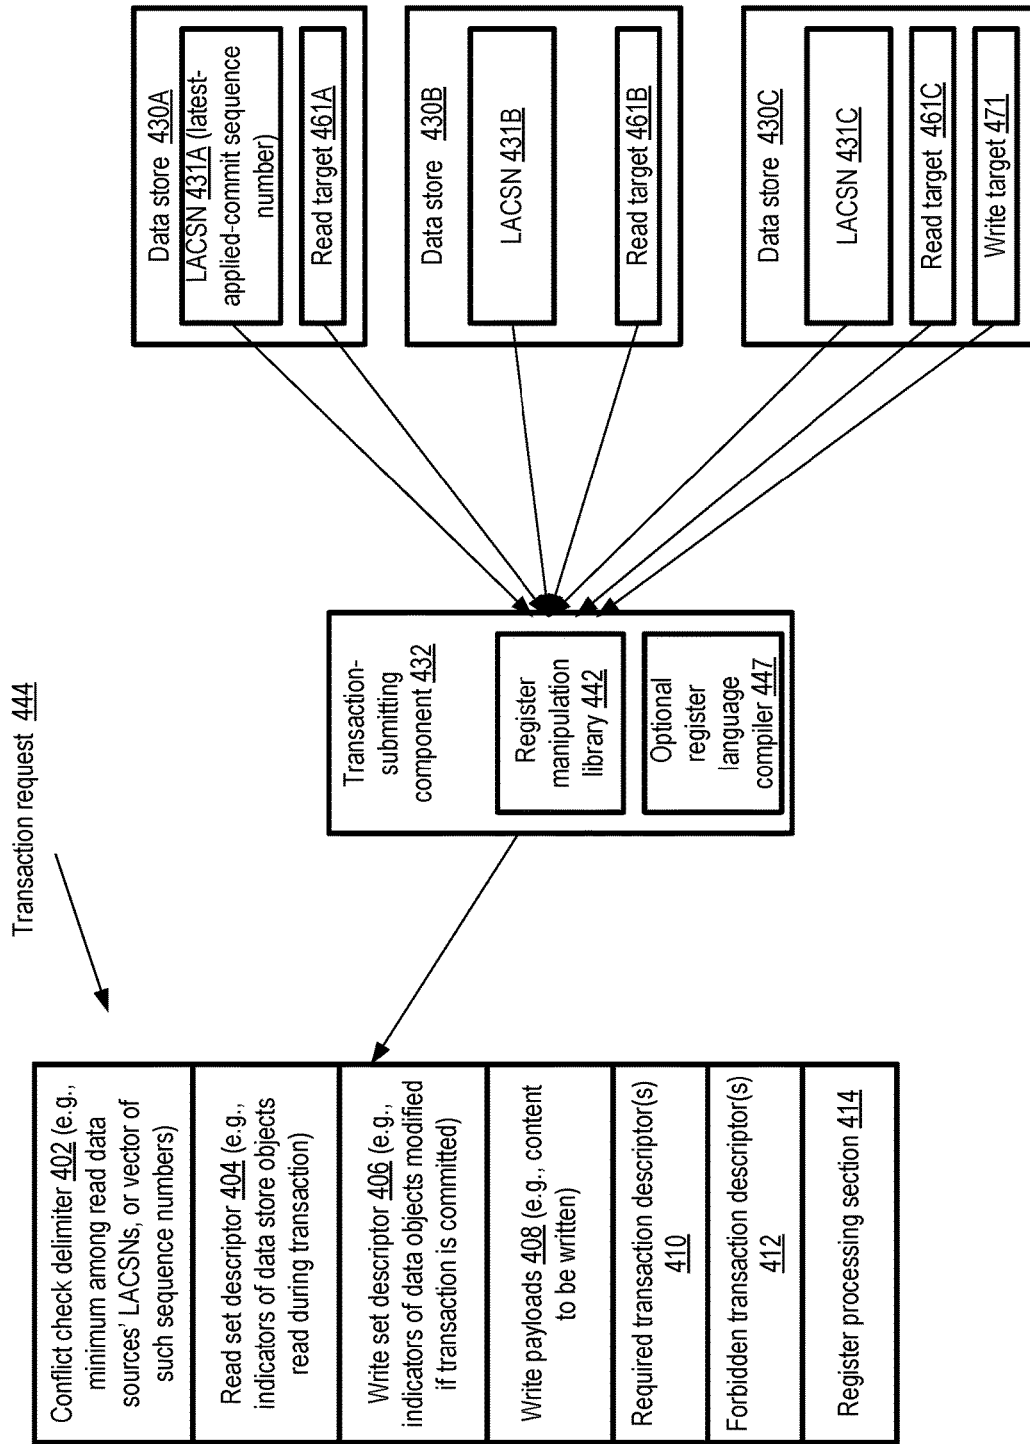 Transaction request 444
Conflict check delimiter 402 (e.g.,
minimum among read data
sources' LACSNs, or vector of
such sequence numbers)
Read set descriptor 404 (e.g.,
indicators of data store objects
read during transaction)
Write set descriptor 406 (e.g.,
indicators of data objects modified
if transaction is committed)
Write payloads 408 (e.g., content
to be written)
Required transaction descriptor(s)
410
Forbidden transaction descriptor(s)
412
Register processing section 414
Transaction-
submitting
component 432
Register
manipulation
library 442
Optional
register
language
compiler 447
Data store 430A
LACSN 431A (latest-
applied-commit sequence
number)
Read target 461A
Data store 430B
LACSN 431B
Read target 461B
Data store 430C
LACSN 431C
Read target 461C
Write target 471